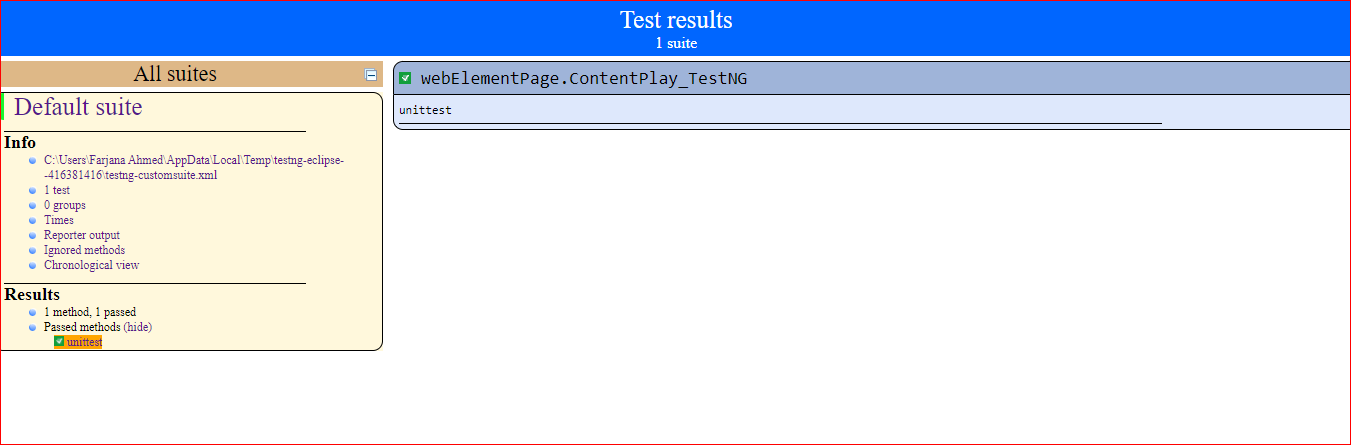 Test results
1 suite
All suites
Default suite
Info
C:\Users\Farjana Ahmed\AppData\Local\Temp\testng-eclipse-
-416381416\testng-customsuite.xml
1 test
0 groups
Times
Reporter output
Ignored methods
Chronological view
Results
1 method, 1 passed
Passed methods (hide)
unittest
webElementPage.ContentPlay_TestNG
unittest